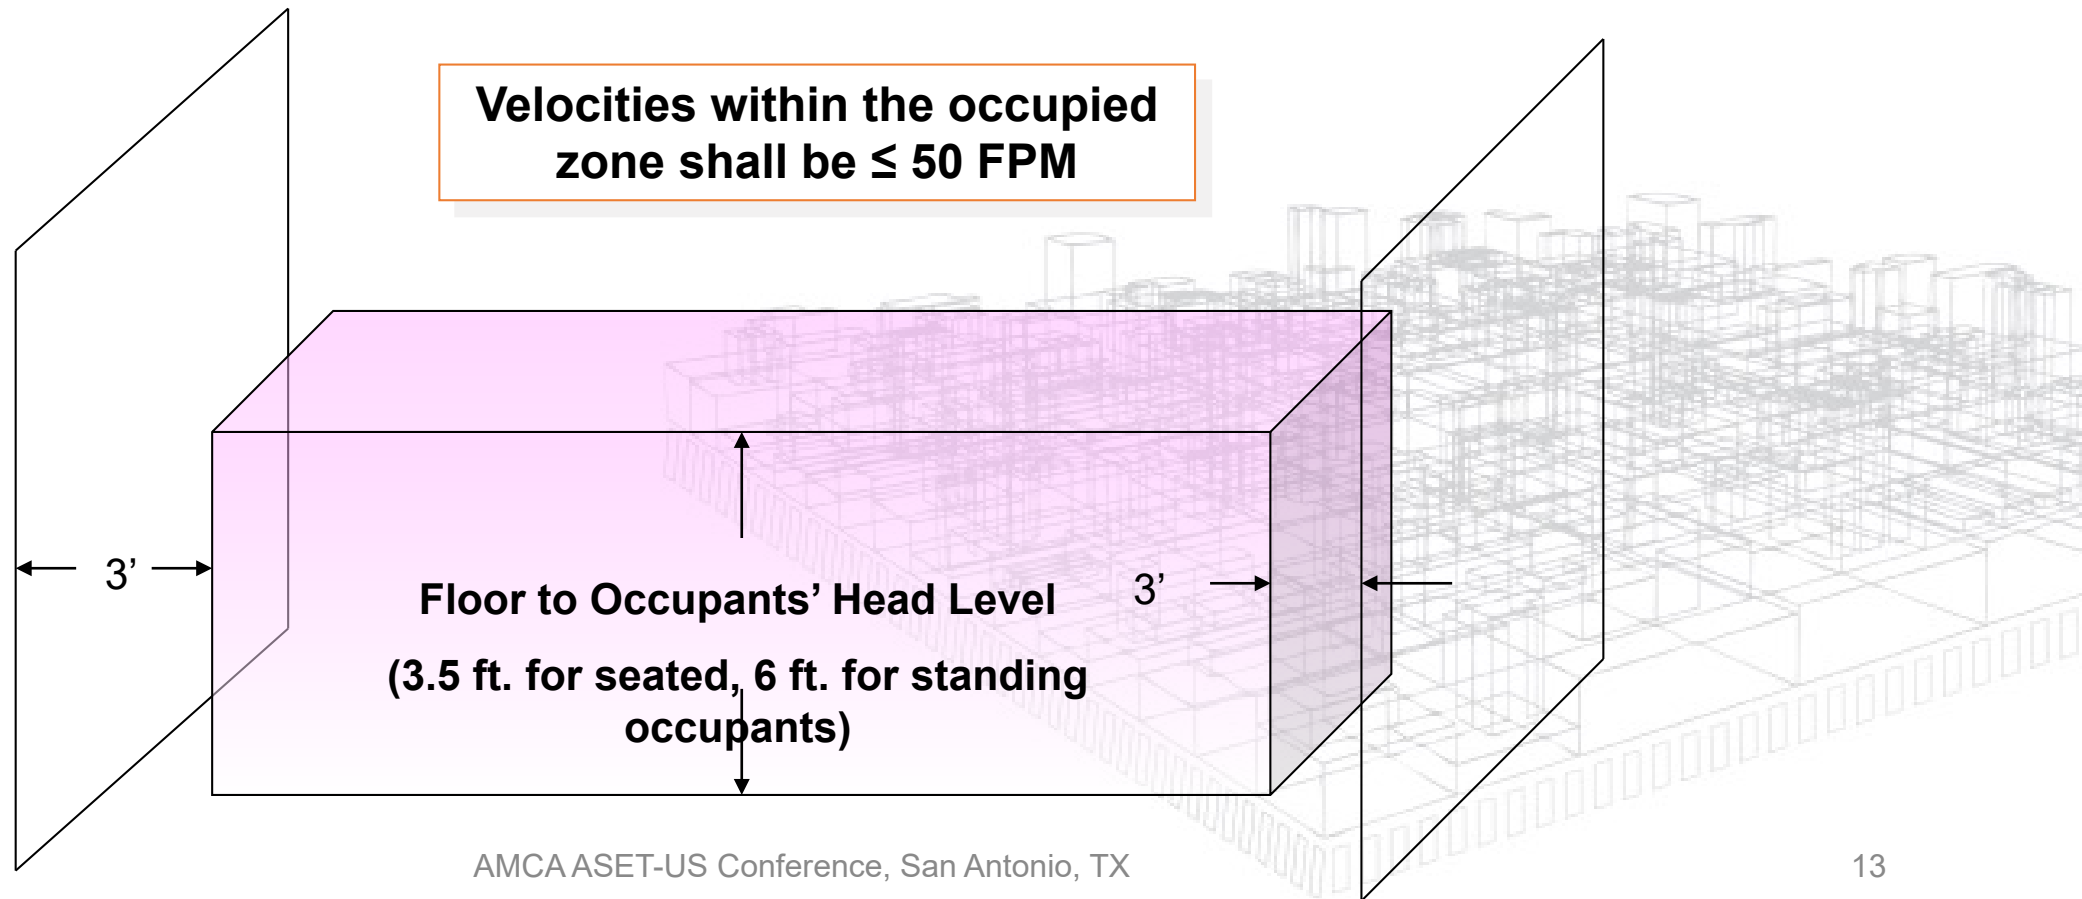 Velocities within the occupied
zone shall be ≤ 50 FPM
3’
Floor to Occupants’ Head Level
3’
(3.5 ft. for seated, 6 ft. for standing
occupants)
AMCA ASET-US Conference, San Antonio, TX
13